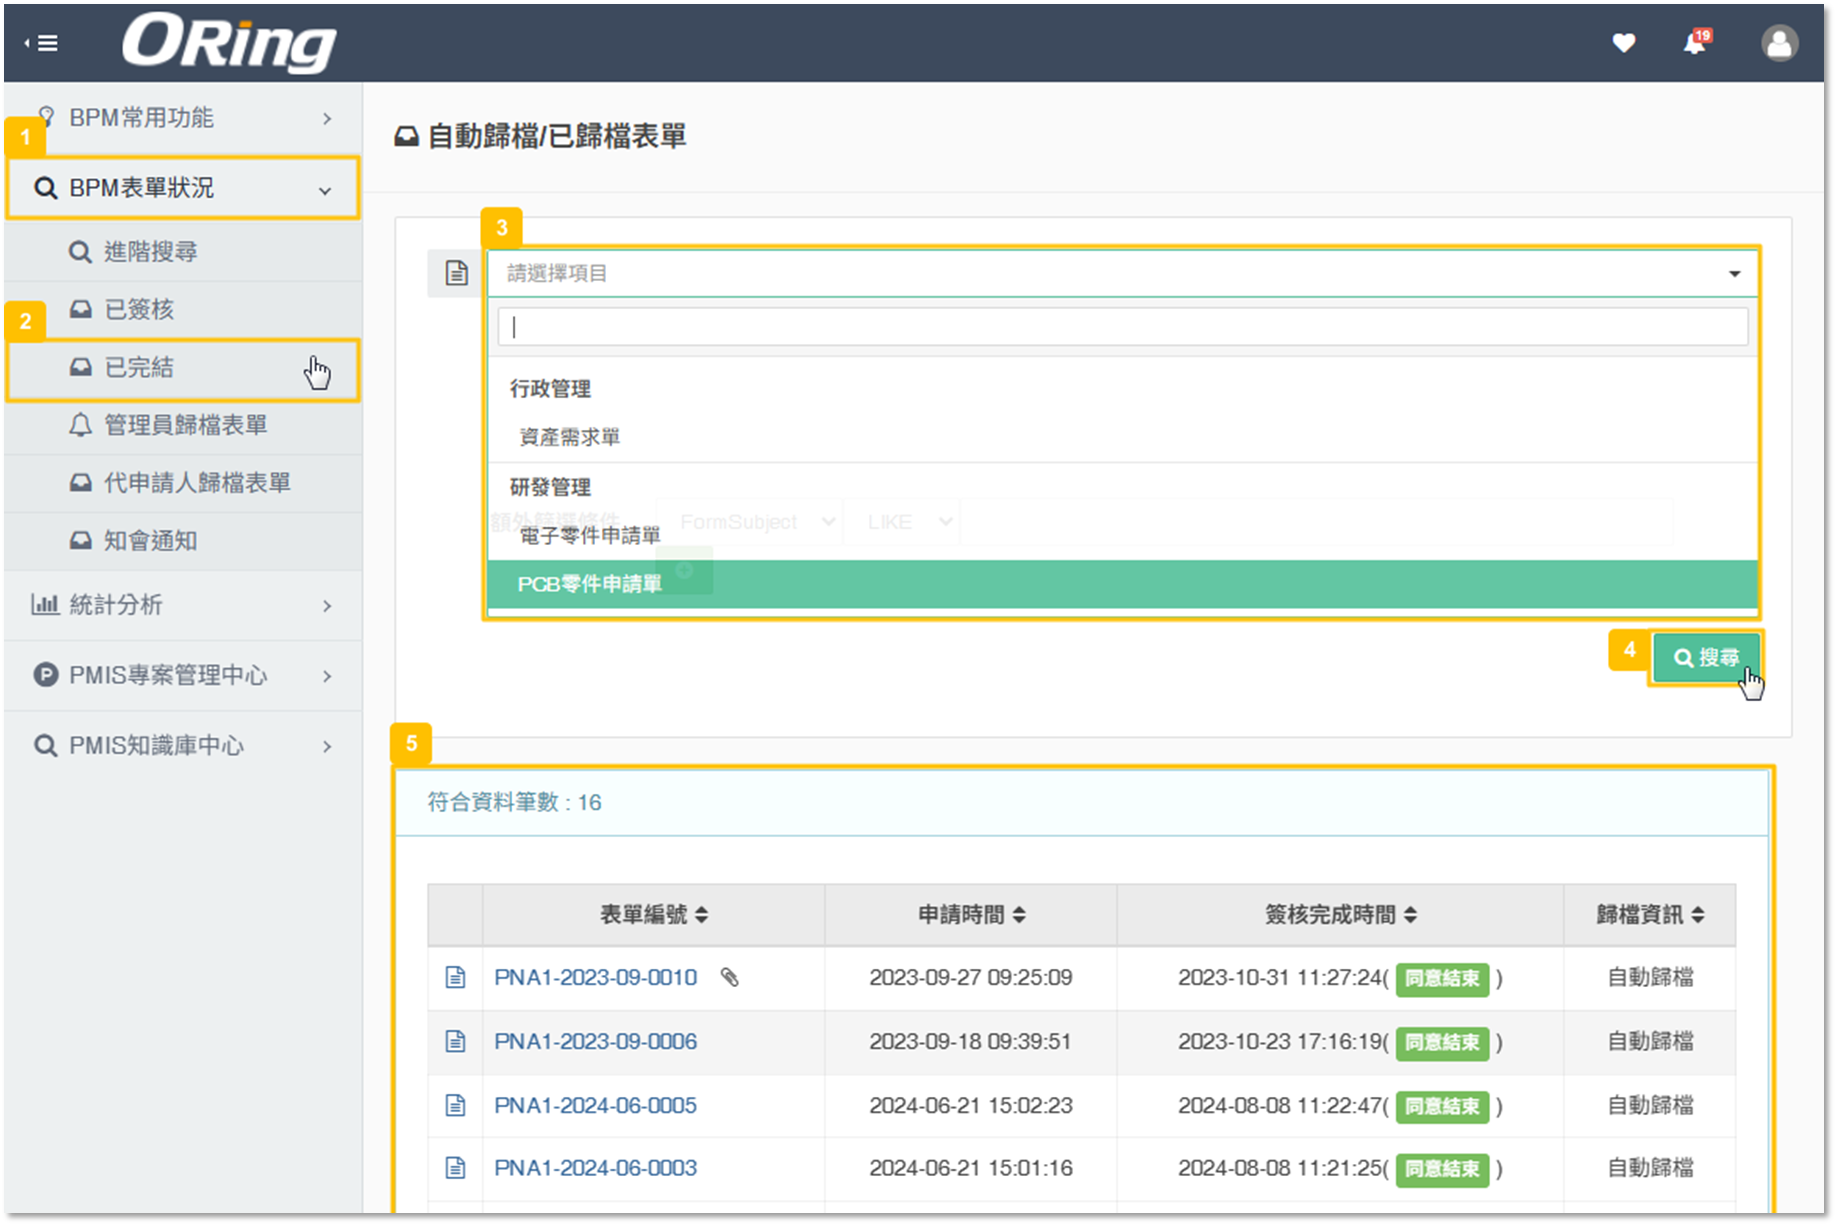 ORing
19
BPM常用功能
1
BPM表單狀況
進階搜尋
已簽核
2
已完結
管理員歸檔表單
代申請人歸檔表單
知會通知
統計分析
PMIS專案管理中心
PMIS知識庫中心
自動歸檔/已歸檔表單
3
請選擇項目
行政管理
資產需求單
研發管理
額外篩選條件 FormSubject LIKE
電子零件申請單
PCB零件申請單
4
搜尋
5
符合資料筆數 : 16
表單編號 申請時間 簽核完成時間 歸檔資訊
PNA1-2023-09-0010 2023-09-27 09:25:09 2023-10-31 11:27:24( 同意結束 ) 自動歸檔
PNA1-2023-09-0006 2023-09-18 09:39:51 2023-10-23 17:16:19( 同意結束 ) 自動歸檔
PNA1-2024-06-0005 2024-06-21 15:02:23 2024-08-08 11:22:47( 同意結束 ) 自動歸檔
PNA1-2024-06-0003 2024-06-21 15:01:16 2024-08-08 11:21:25( 同意結束 ) 自動歸檔